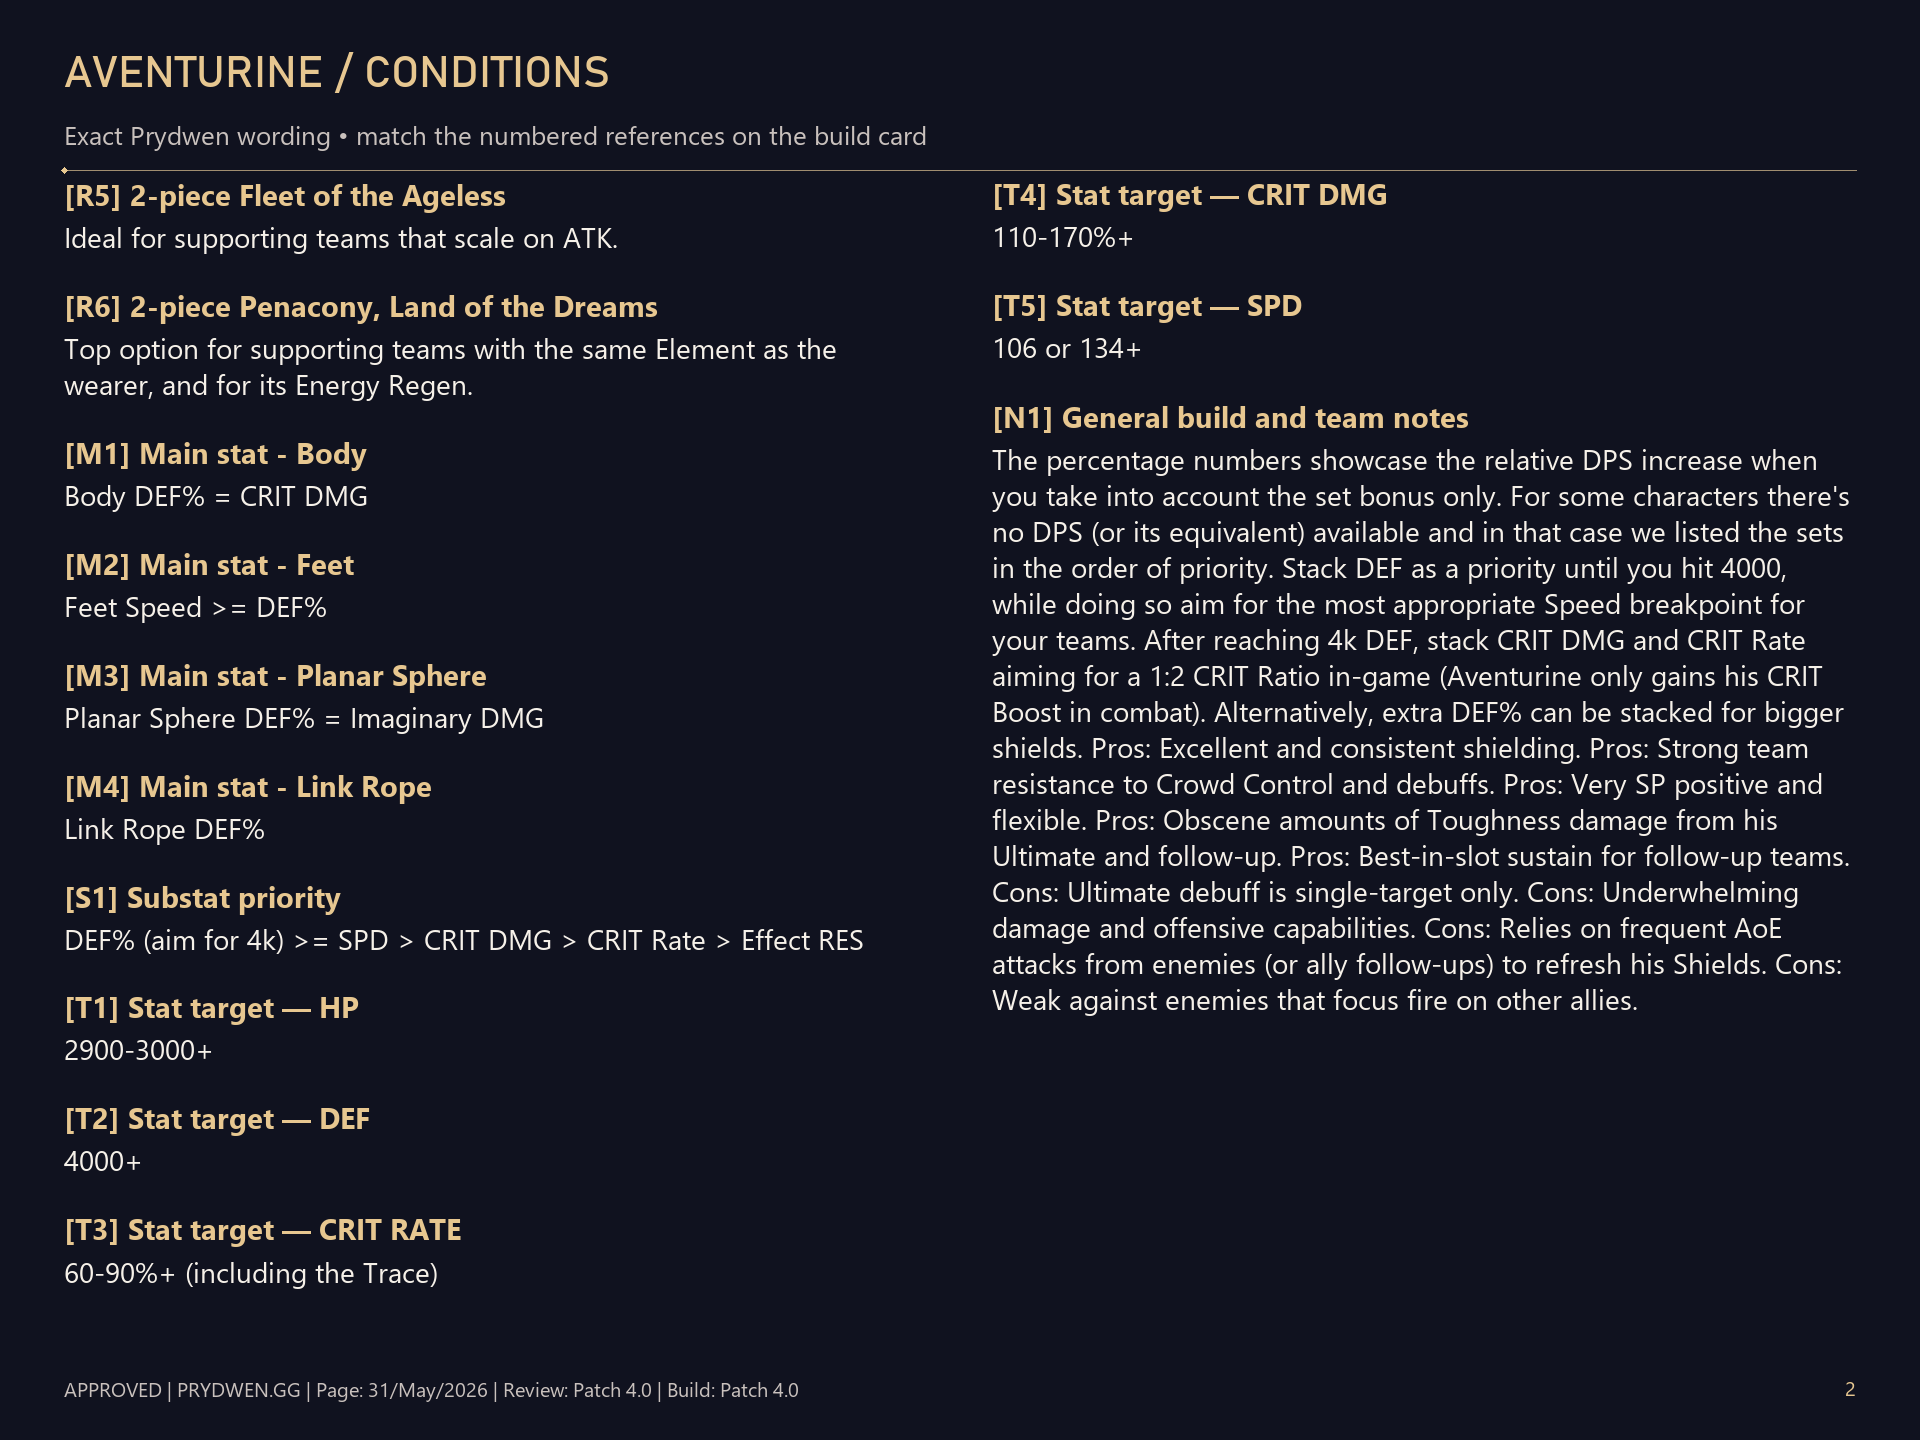 AVENTURINE / CONDITIONS
Exact Prydwen wording • match the numbered references on the build card
[R5] 2-piece Fleet of the Ageless
Ideal for supporting teams that scale on ATK.
[R6] 2-piece Penacony, Land of the Dreams
Top option for supporting teams with the same Element as the
wearer, and for its Energy Regen.
[M1] Main stat - Body
Body DEF% = CRIT DMG
[M2] Main stat - Feet
Feet Speed >= DEF%
[M3] Main stat - Planar Sphere
Planar Sphere DEF% = Imaginary DMG
[M4] Main stat - Link Rope
Link Rope DEF%
[S1] Substat priority
DEF% (aim for 4k) >= SPD > CRIT DMG > CRIT Rate > Effect RES
[T1] Stat target — HP
2900-3000+
[T2] Stat target — DEF
4000+
[T3] Stat target — CRIT RATE
60-90%+ (including the Trace)
[T4] Stat target — CRIT DMG
110-170%+
[T5] Stat target — SPD
106 or 134+
[N1] General build and team notes
The percentage numbers showcase the relative DPS increase when
you take into account the set bonus only. For some characters there's
no DPS (or its equivalent) available and in that case we listed the sets
in the order of priority. Stack DEF as a priority until you hit 4000,
while doing so aim for the most appropriate Speed breakpoint for
your teams. After reaching 4k DEF, stack CRIT DMG and CRIT Rate
aiming for a 1:2 CRIT Ratio in-game (Aventurine only gains his CRIT
Boost in combat). Alternatively, extra DEF% can be stacked for bigger
shields. Pros: Excellent and consistent shielding. Pros: Strong team
resistance to Crowd Control and debuffs. Pros: Very SP positive and
flexible. Pros: Obscene amounts of Toughness damage from his
Ultimate and follow-up. Pros: Best-in-slot sustain for follow-up teams.
Cons: Ultimate debuff is single-target only. Cons: Underwhelming
damage and offensive capabilities. Cons: Relies on frequent AoE
attacks from enemies (or ally follow-ups) to refresh his Shields. Cons:
Weak against enemies that focus fire on other allies.
APPROVED | PRYDWEN.GG | Page: 31/May/2026 | Review: Patch 4.0 | Build: Patch 4.0
2